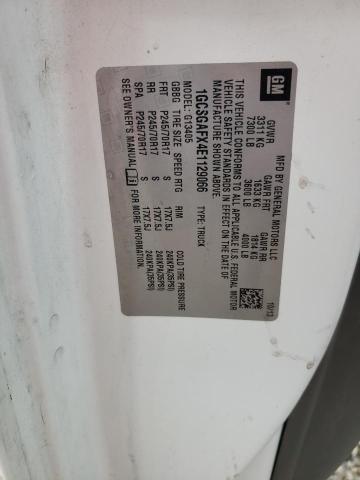 GM
MFD BY GENERAL MOTORS LLC
10/13
GVWR GAWR FRT GAWR RR
3311 KG 1633 KG 1814 KG
7300 LB 3600 LB 4000 LB
THIS VEHICLE CONFORMS TO ALL APPLICABLE U.S. FEDERAL MOTOR
VEHICLE SAFETY STANDARDS IN EFFECT ON THE DATE OF
MANUFACTURE SHOWN ABOVE.
1GCSGAFX4E1129066 TYPE: TRUCK
MODEL: G13405
GBBG TIRE SIZE SPEED RTG RIM COLD TIRE PRESSURE
FRT P245/70R17 S 17X7.5J 240KPA(35PSI)
RR P245/70R17 S 17X7.5J 240KPA(35PSI)
SPA P245/70R17 S 17X7.5J 240KPA(35PSI)
SEE OWNER'S MANUAL FOR MORE INFORMATION.